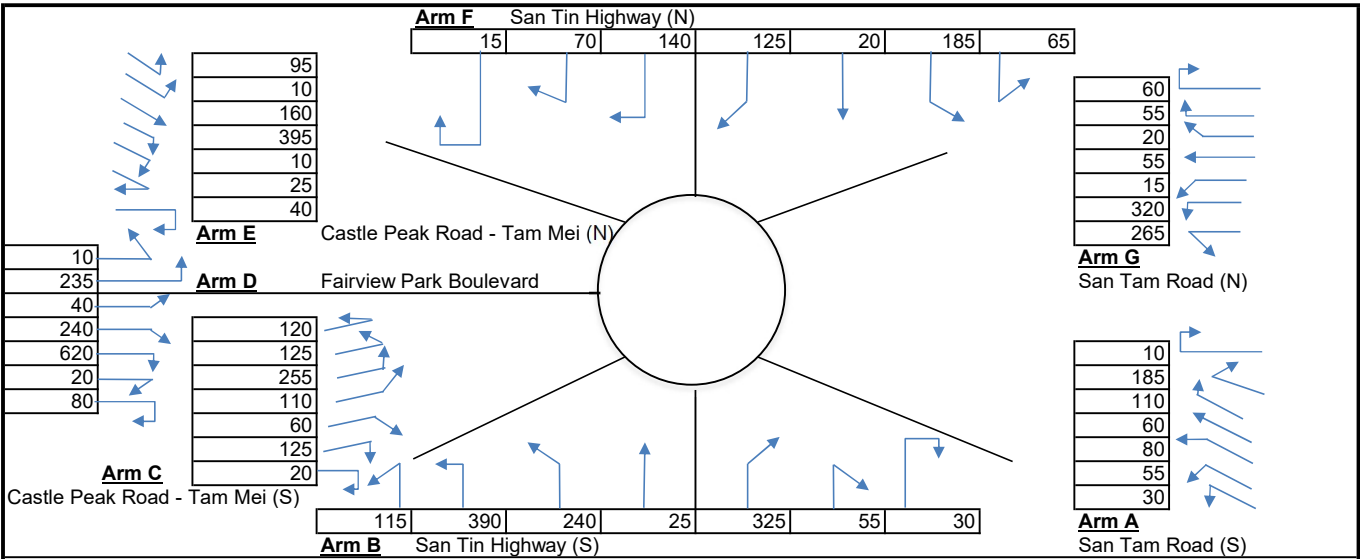 Arm F San Tin Highway (N)
15 70 140 125 20 185 65
95
10
160
395
10
25
40
Arm E Castle Peak Road - Tam Mei (N)
60
55
20
55
15
320
265
Arm G
San Tam Road (N)
10
235
40
240
620
20
80
Arm D Fairview Park Boulevard
120
125
255
110
60
125
20
Arm C
Castle Peak Road - Tam Mei (S)
10
185
110
60
80
55
30
Arm A
San Tam Road (S)
115 390 240 25 325 55 30
Arm B San Tin Highway (S)